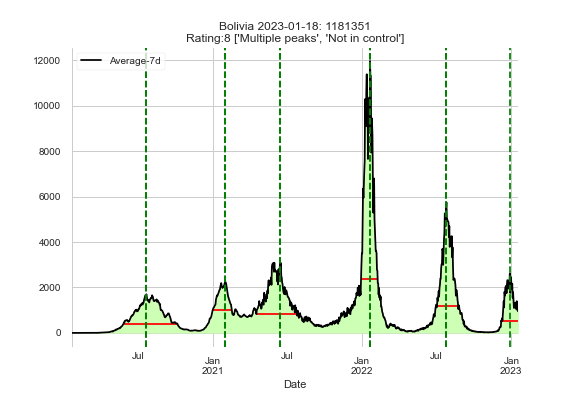 Bolivia 2023-01-18: 1181351
Rating:8 ['Multiple peaks', 'Not in control']
Average-7d
12000
10000
8000
6000
4000
2000
0
Jul
Jan
2021
Jul
Jan
2022
Jul
Jan
2023
Date